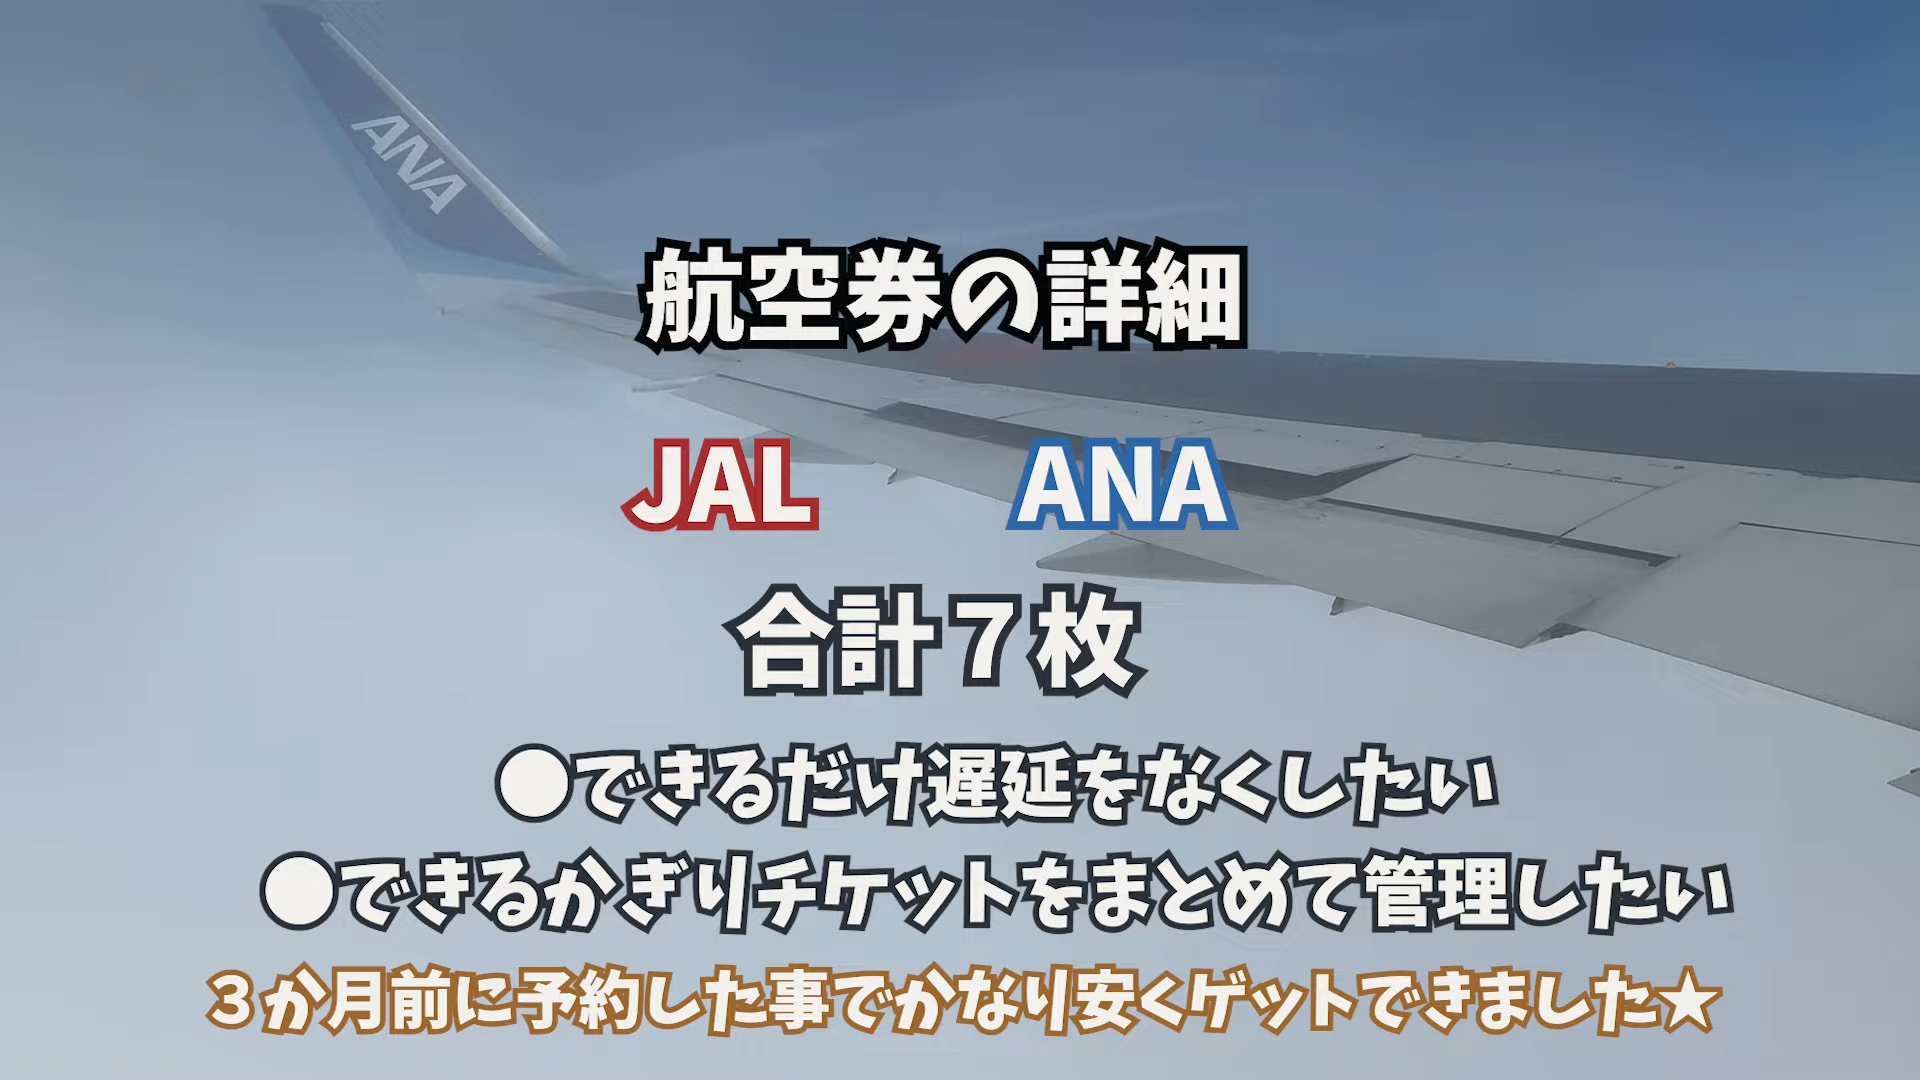 ANA
航空券の詳細
JAL ANA
合計７枚
●できるだけ遅延をなくしたい
●できるかぎりチケットをまとめて管理したい
３か月前に予約した事でかなり安くゲットできました★